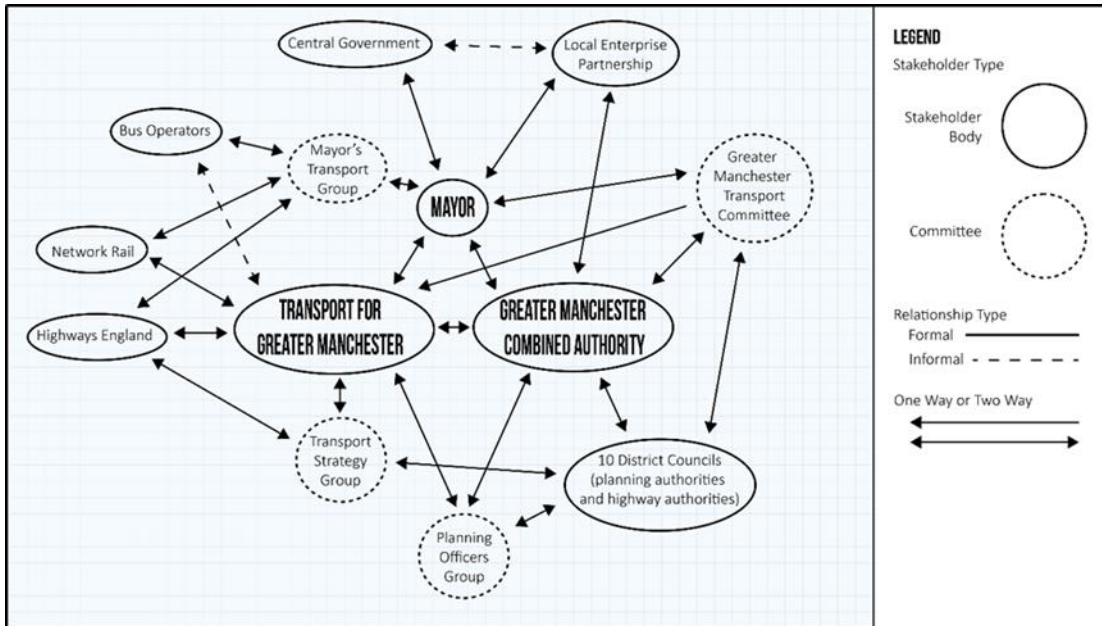 Central Government
Local Enterprise
Partnership
Bus Operators
Mayor's
Transport
Group
MAYOR
Greater
Manchester
Transport
Committee
Network Rail
Highways England
TRANSPORT FOR
GREATER MANCHESTER
GREATER MANCHESTER
COMBINED AUTHORITY
Transport
Strategy
Group
10 District Councils
(planning authorities
and highway authorities)
Planning
Officers
Group
LEGEND
Stakeholder Type
Stakeholder
Body
Committee
Relationship Type
Formal
Informal
One Way or Two Way